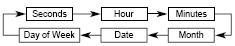 Seconds Hour Minutes
Day of Week Date Month